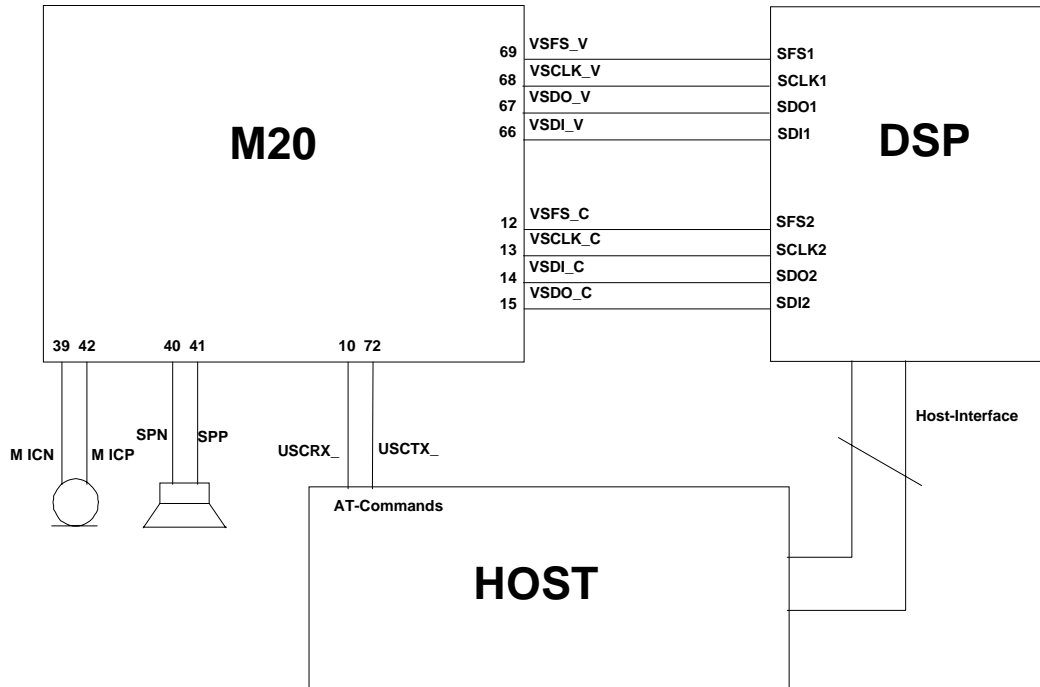 VSFS_V
69 SFS1
VSCLK_V
68 SCLK1
VSDO_V
67 SDO1
VSDI_V
66 SDI1
M20
DSP
VSFS_C
12 SFS2
VSCLK_C
13 SCLK2
VSDI_C
14 SDO2
VSDO_C
15 SDI2
39 42 40 41 10 72
Host-Interface
SPN SPP
M ICN M ICP
USCRX_ USCTX_
AT-Commands
HOST